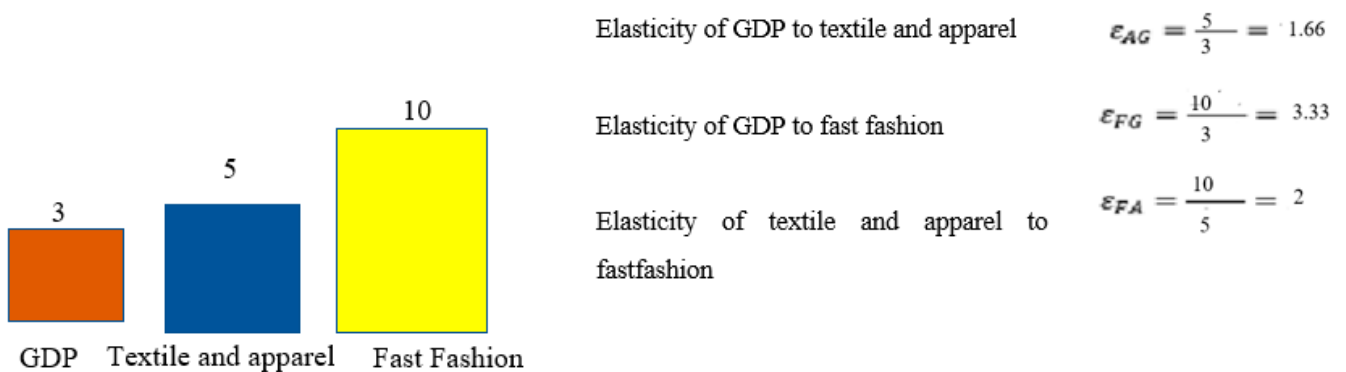 Elasticity of GDP to textile and apparel
ε_AG = 5/3 = 1.66
10
Elasticity of GDP to fast fashion
ε_FG = 10/3 = 3.33
5
3
Elasticity of textile and apparel to
fastfashion
ε_FA = 10/5 = 2
GDP Textile and apparel Fast Fashion